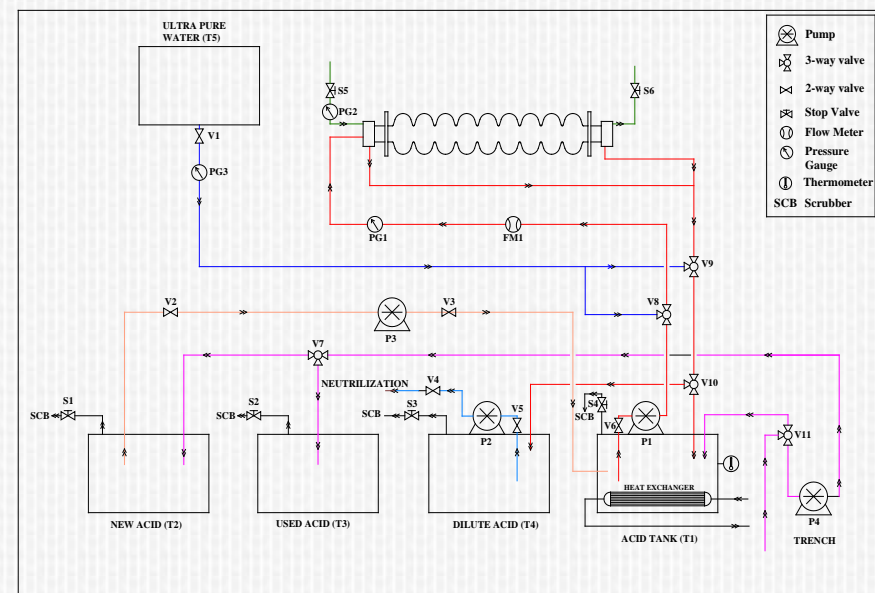 ULTRA PURE
WATER (T5)
Pump
3-way valve
2-way valve
Stop Valve
Flow Meter
Pressure
Gauge
Thermometer
SCB Scrubber
S5
S6
PG2
V1
PG3
PG1
FM1
V9
V2
V3
V8
P3
V7
NEUTRILIZATION
V4
V10
S1
S2
S3
S4
SCB
SCB
SCB
SCB
V5
V6
P2
P1
V11
HEAT EXCHANGER
P4
NEW ACID (T2)
USED ACID (T3)
DILUTE ACID (T4)
ACID TANK (T1)
TRENCH